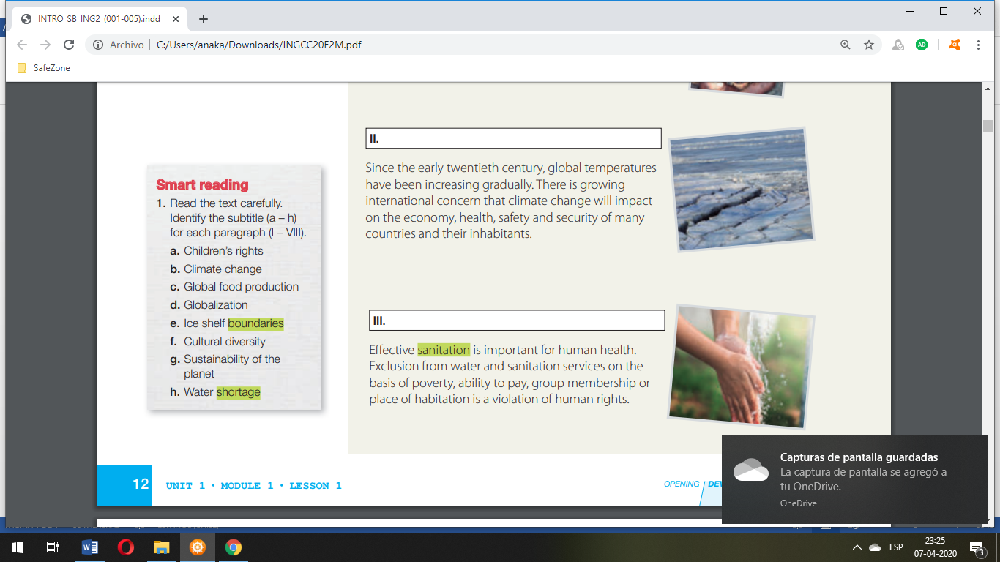 INTRO_SB_ING2_(001-005).indd
Archivo | C:/Users/anaka/Downloads/INGCC20E2M.pdf
AD
SafeZone
Smart reading
1. Read the text carefully.
Identify the subtitle (a – h)
for each paragraph (I – VIII).
a. Children's rights
b. Climate change
c. Global food production
d. Globalization
e. Ice shelf boundaries
f. Cultural diversity
g. Sustainability of the
planet
h. Water shortage
II.
Since the early twentieth century, global temperatures
have been increasing gradually. There is growing
international concern that climate change will impact
on the economy, health, safety and security of many
countries and their inhabitants.
III.
Effective sanitation is important for human health.
Exclusion from water and sanitation services on the
basis of poverty, ability to pay, group membership or
place of habitation is a violation of human rights.
12 UNIT 1 • MODULE 1 • LESSON 1
OPENING
Capturas de pantalla guardadas
La captura de pantalla se agregó a
tu OneDrive.
OneDrive
ESP
23:25
07-04-2020
3